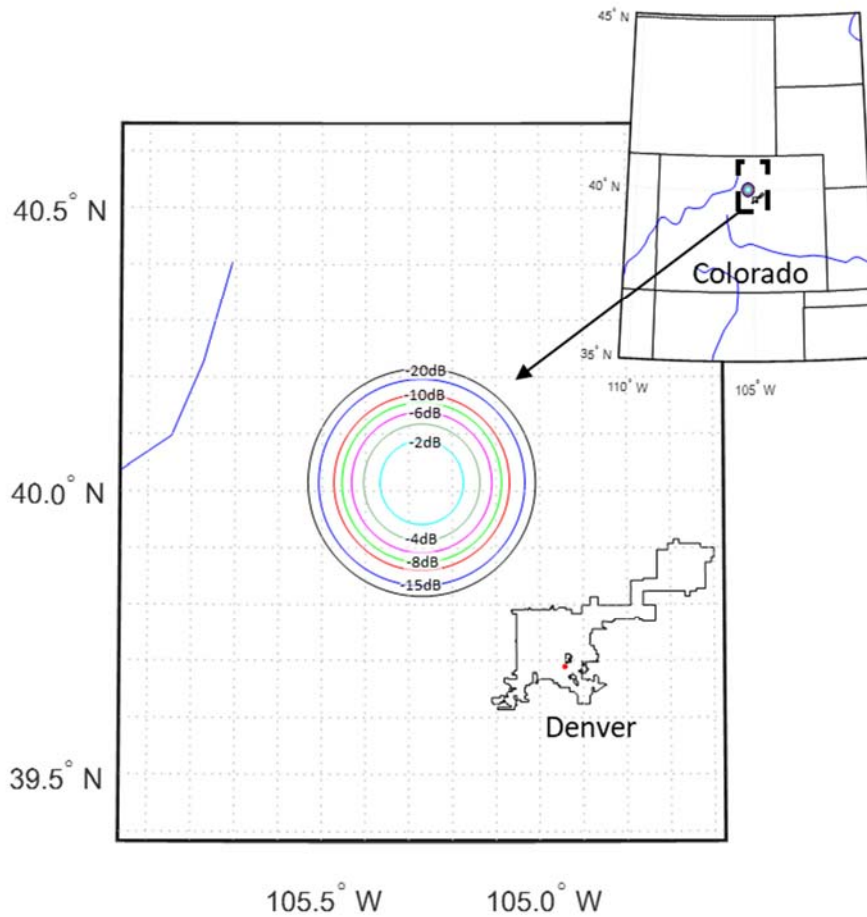 45° N
40.5° N
40° N
Colorado
35° N
110° W
105° W
-20dB
-10dB
-6dB
-2dB
40.0° N
-4dB
-8dB
-15dB
Denver
39.5° N
105.5° W
105.0° W